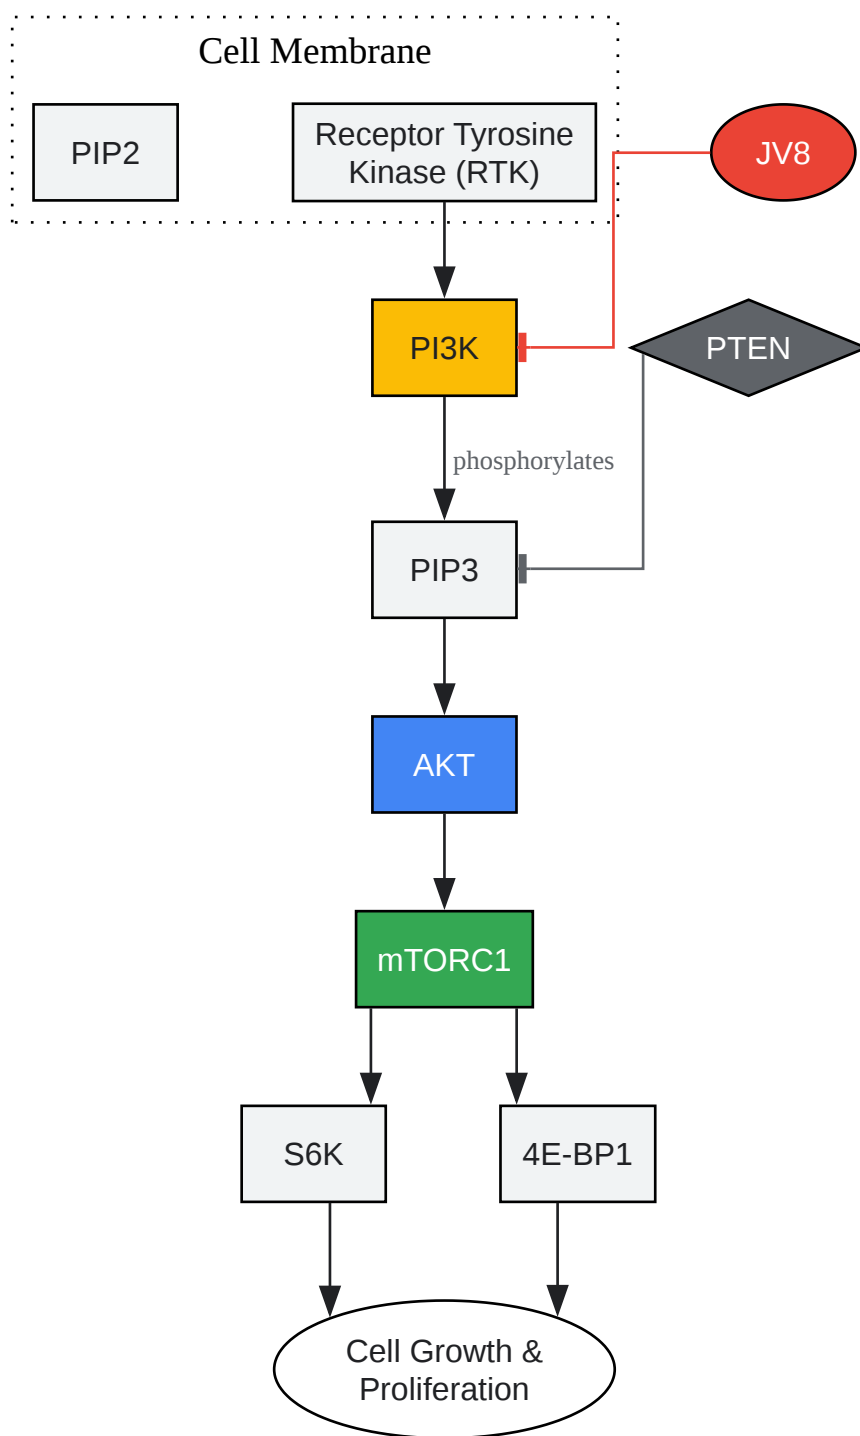 Cell Membrane
PIP2
Receptor Tyrosine
Kinase (RTK)
JV8
PI3K
PTEN
phosphorylates
PIP3
AKT
mTORC1
S6K
4E-BP1
Cell Growth &
Proliferation